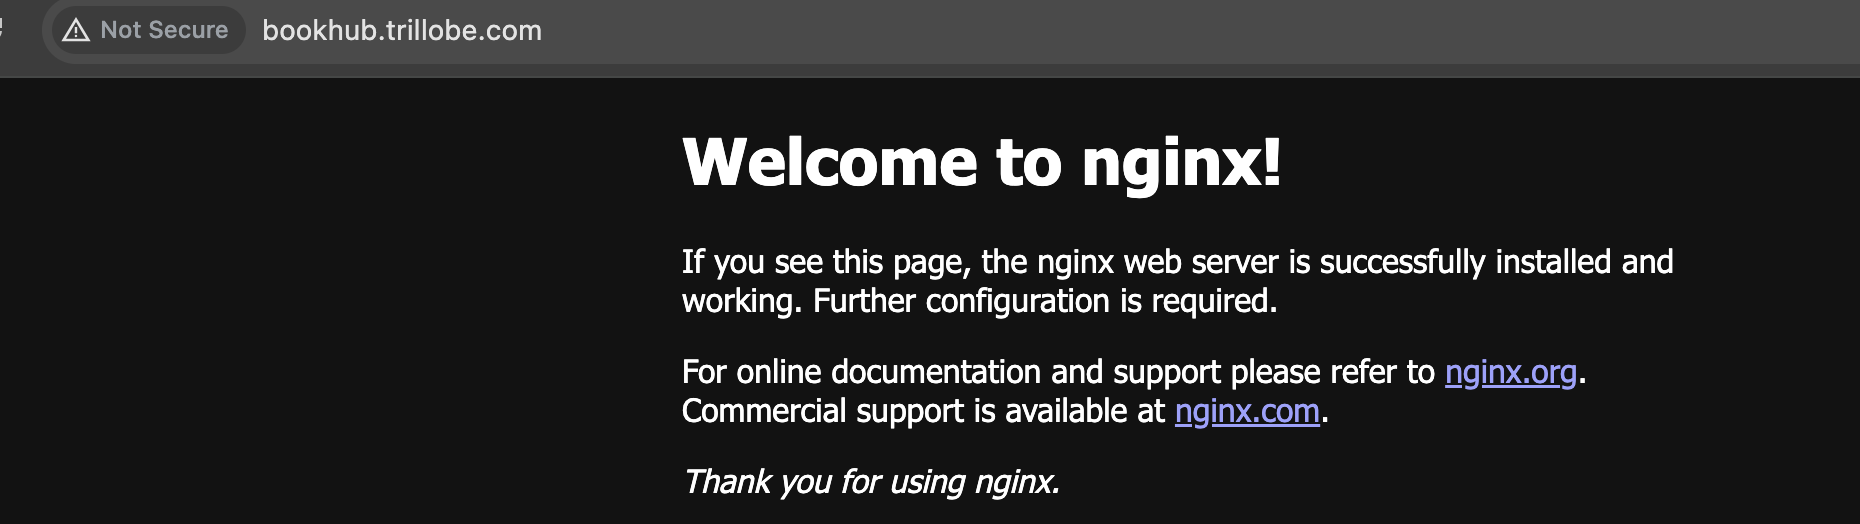 Not Secure bookhub.trillobe.com
Welcome to nginx!
If you see this page, the nginx web server is successfully installed and
working. Further configuration is required.
For online documentation and support please refer to nginx.org.
Commercial support is available at nginx.com.
Thank you for using nginx.